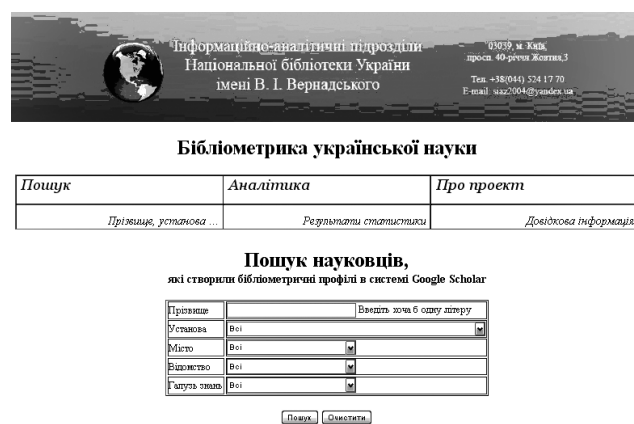 Інформаційно-аналітичні підрозділи
Національної бібліотеки України
імені В. І. Вернадського
03039, м. Київ,
просп. 40-річчя Жовтня,3
Тел. +38(044) 524 17 70
E-mail: siaz2004@yandex.ua
Бібліометрика української науки
Пошук
Аналітика
Про проект
Прізвище, установа ...
Результати статистики
Довідкова інформація
Пошук науковців,
які створили бібліометричні профілі в системі Google Scholar
Прізвище Введіть хоча б одну літеру
Установа Всі
Місто Всі
Відомство Всі
Галузь знань Всі
Пошук Очистити